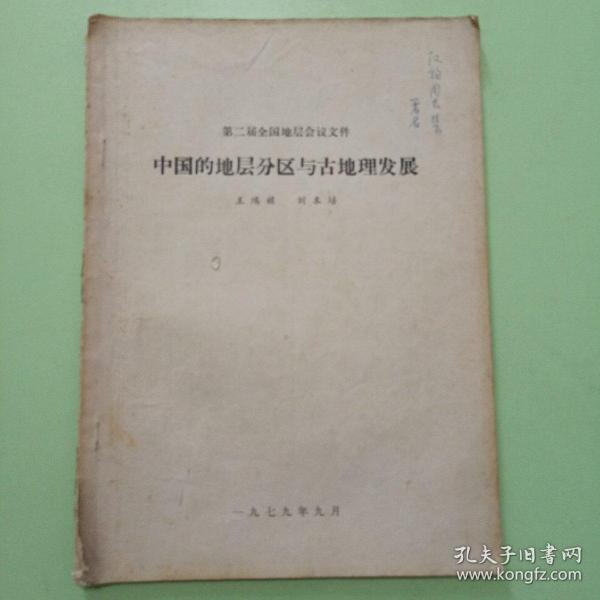 第二届全国地层会议文件
中国的地层分区与古地理发展
王鸿祯 刘本培
一九七九年九月
孔夫子旧书网
www.kongfz.com